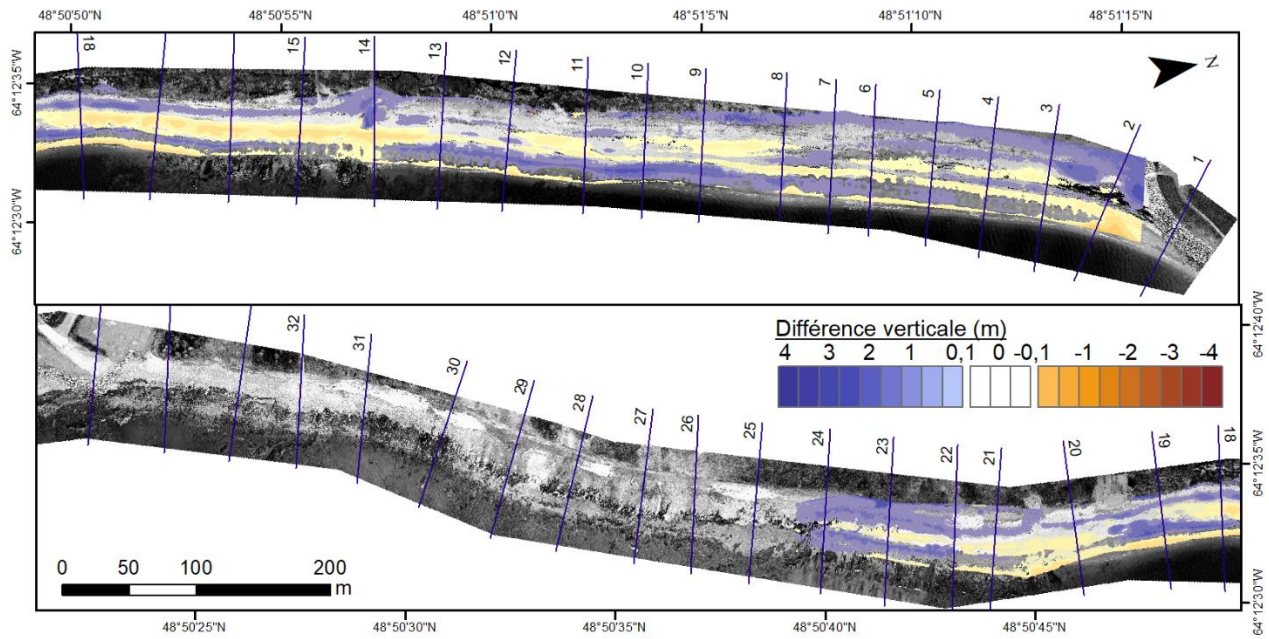 48°50'50"N 48°50'55"N 48°51'0"N 48°51'5"N 48°51'10"N 48°51'15"N
64°12'35"W
64°12'30"W
18 15 14 13 12 11 10 9 8 7 6 5 4 3 2 1
N
32 31 30 29 28 27 26 25 24 23 22 21 20 19 18
Différence verticale (m)
4 3 2 1 0,1 0 -0,1 -1 -2 -3 -4
64°12'40"W
64°12'35"W
64°12'30"W
0 50 100 200
m
48°50'25"N 48°50'30"N 48°50'35"N 48°50'40"N 48°50'45"N